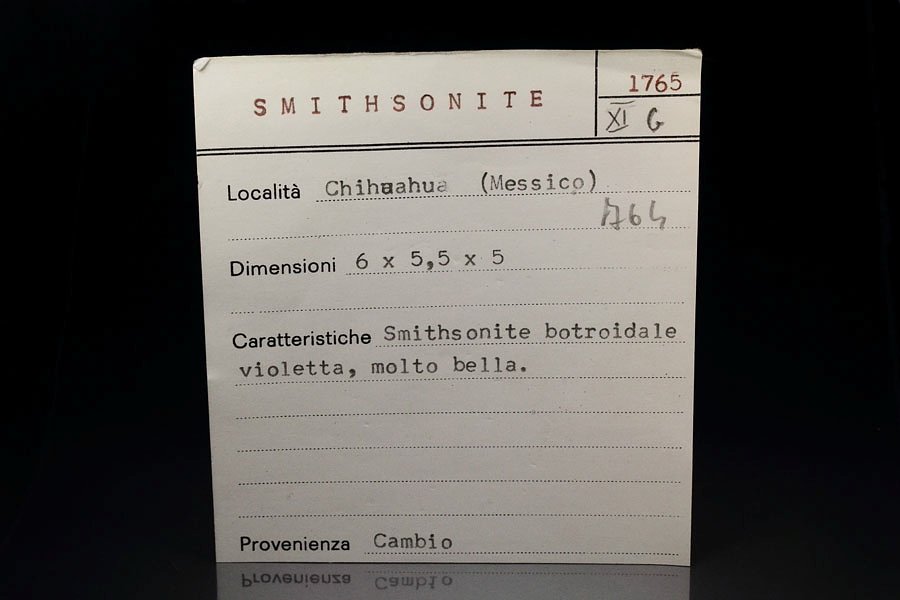 SMITHSONITE
1765
XI G
Località Chihuahua (Messico)
1764
Dimensioni 6 x 5,5 x 5
Caratteristiche Smithsonite botroidale
violetta, molto bella.
Provenienza Cambio